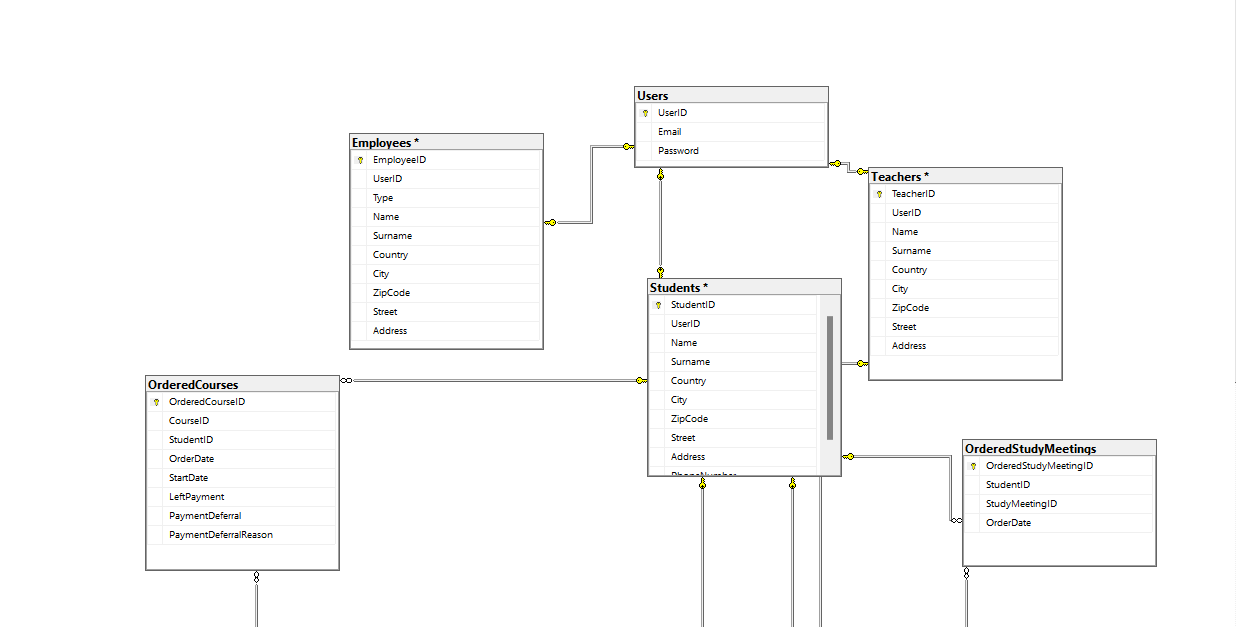 Users
UserID
Email
Password
Employees *
EmployeeID
UserID
Type
Name
Surname
Country
City
ZipCode
Street
Address
Teachers *
TeacherID
UserID
Name
Surname
Country
City
ZipCode
Street
Address
Students *
StudentID
UserID
Name
Surname
Country
City
ZipCode
Street
Address
PhoneNumber
OrderedCourses
OrderedCourseID
CourseID
StudentID
OrderDate
StartDate
LeftPayment
PaymentDeferral
PaymentDeferralReason
OrderedStudyMeetings
OrderedStudyMeetingID
StudentID
StudyMeetingID
OrderDate